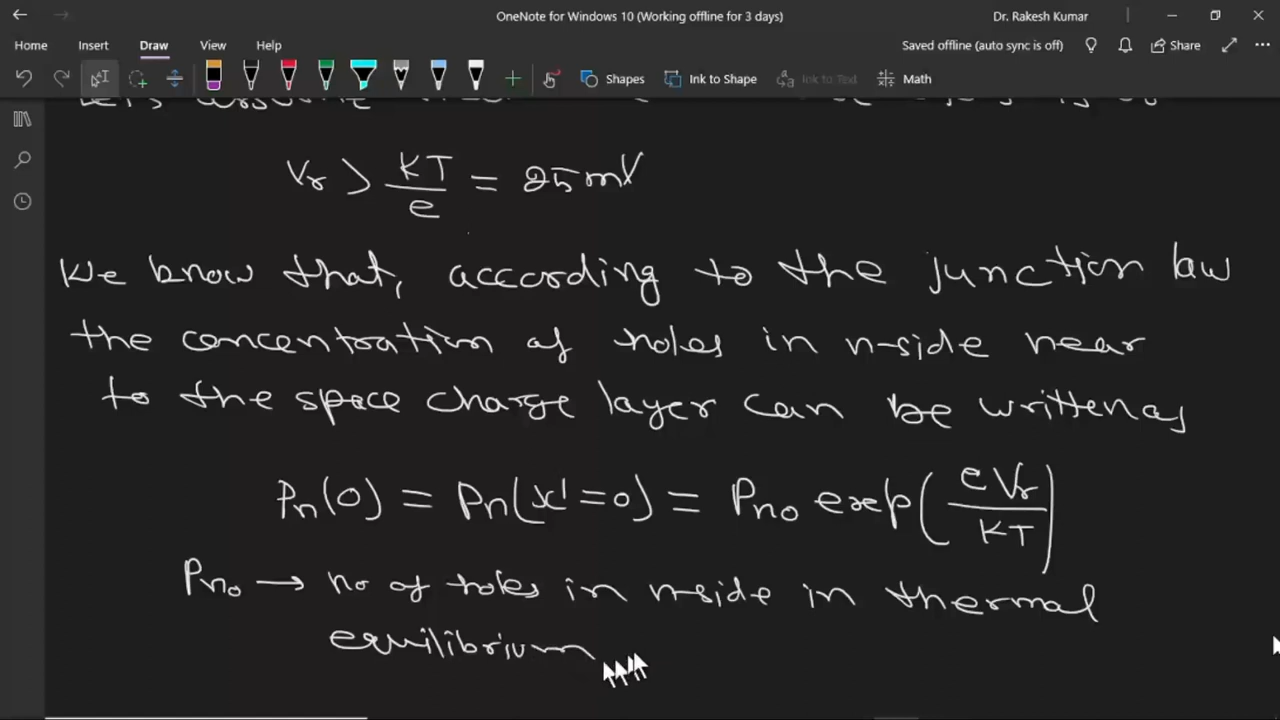 OneNote for Windows 10 (Working offline for 3 days)
Dr. Rakesh Kumar
Home Insert Draw View Help
Saved offline (auto sync is off)
Share
Shapes
Ink to Shape
Ink to Text
Math
Vr > KT/e = 25mV
We know that, according to the junction law
the concentration of holes in n-side near
to the space charge layer can be written as
Pn(0) = Pn(x'=0) = Pno exp(eVr/KT)
Pno → no of holes in n-side in thermal
equilibrium